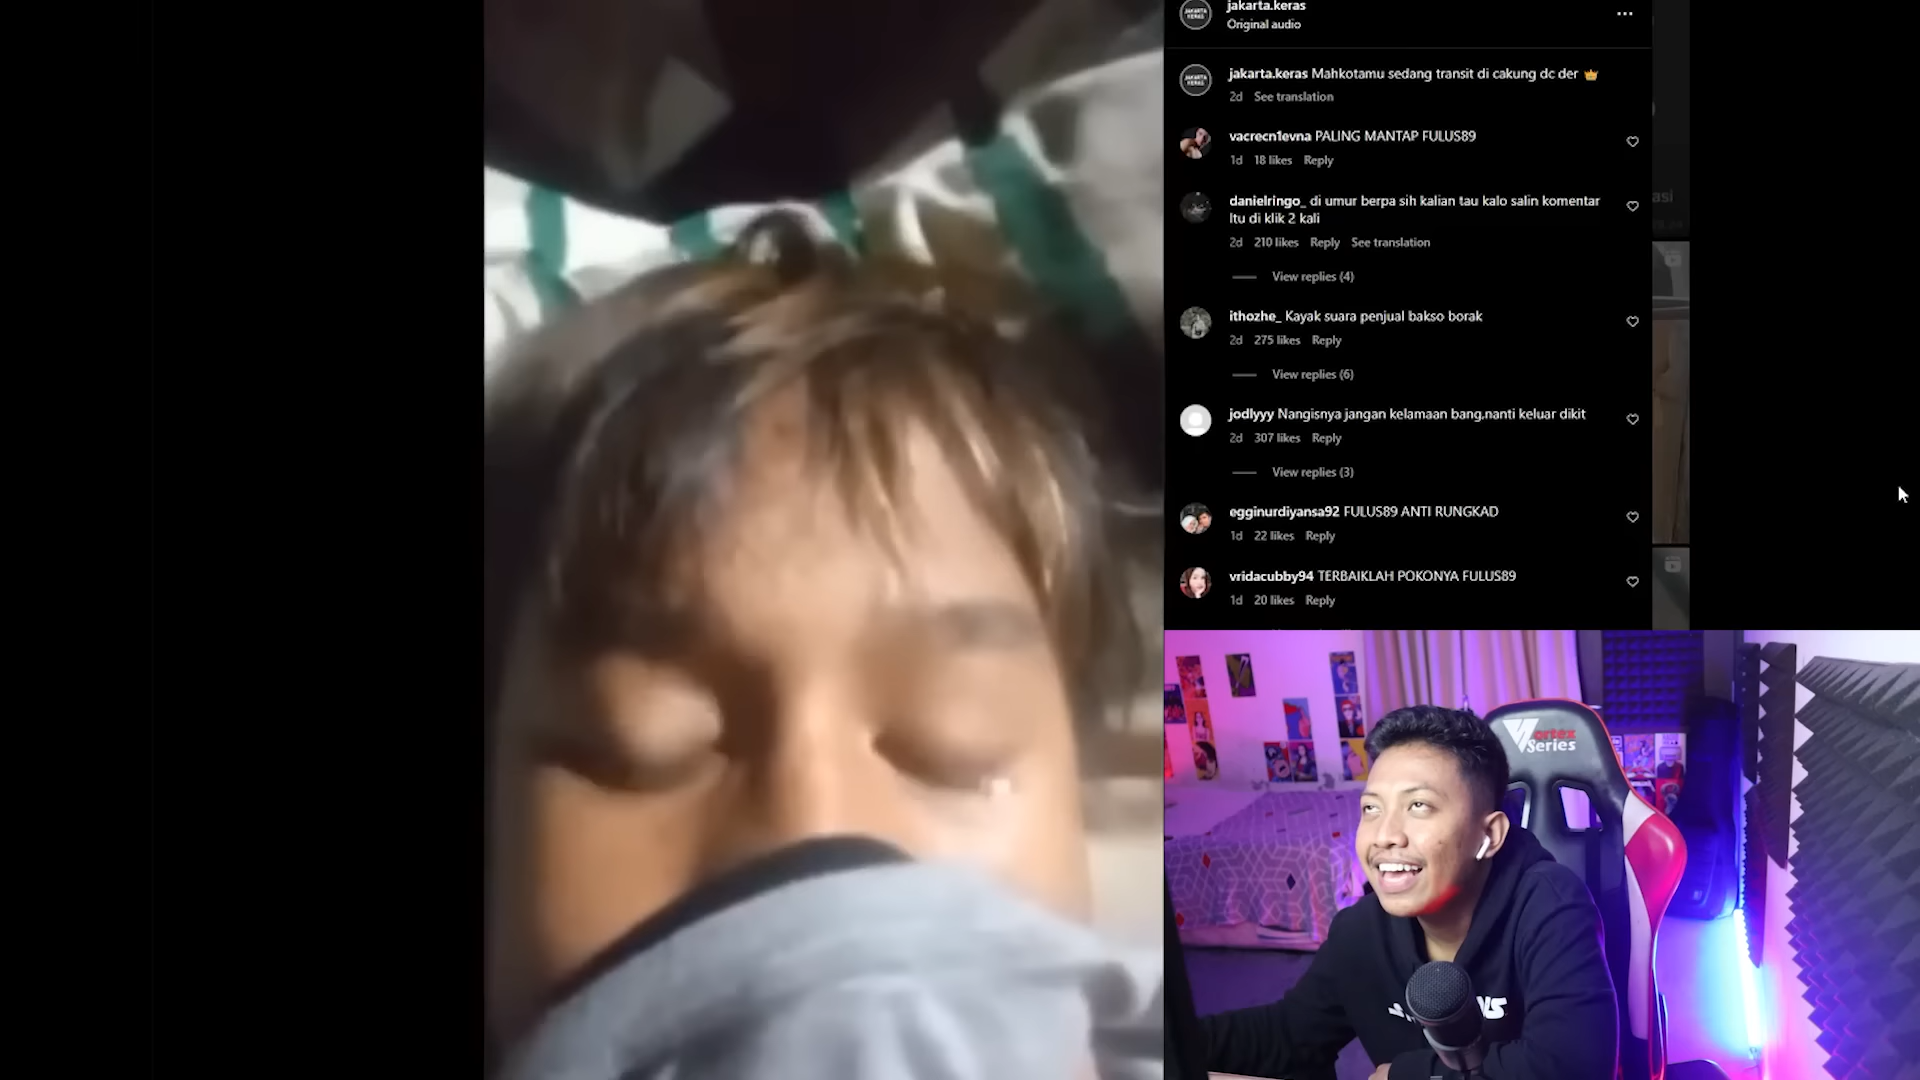 jakarta.keras
Original audio
jakarta.keras Mahkotamu sedang transit di cakung dc der
2d See translation
vacrecn1evna PALING MANTAP FULUS89
1d 18 likes Reply
danielringo_ di umur berpa sih kalian tau kalo salin komentar
Itu di klik 2 kali
2d 210 likes Reply See translation
View replies (4)
ithozhe_ Kayak suara penjual bakso borak
2d 275 likes Reply
View replies (6)
jodlyyy Nangisnya jangan kelamaan bang,nanti keluar dikit
2d 307 likes Reply
View replies (3)
egginurdiyansa92 FULUS89 ANTI RUNGKAD
1d 22 likes Reply
vridacubby94 TERBAIKLAH POKONYA FULUS89
1d 20 likes Reply
asi
Vortex
Series